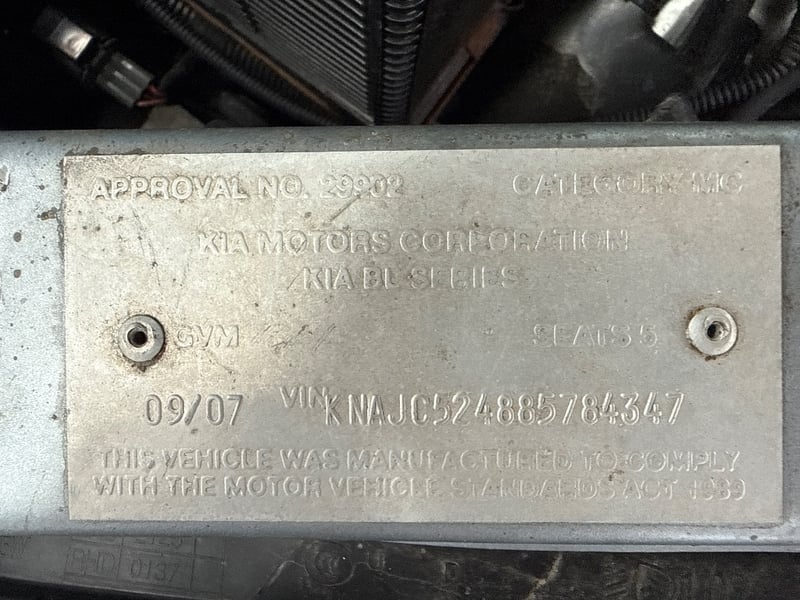 APPROVAL NO. 29902 CATEGORY MC
KIA MOTORS CORPORATION
KIA BL SERIES
GVM SEATS 5
09/07 VIN KNAJC524885784347
THIS VEHICLE WAS MANUFACTURED TO COMPLY
WITH THE MOTOR VEHICLE STANDARDS ACT 1989
0137